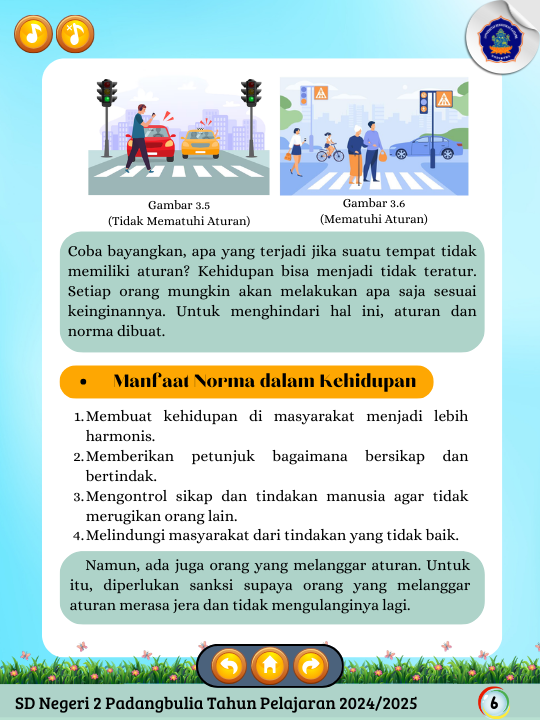 Gambar 3.5
(Tidak Mematuhi Aturan)
Gambar 3.6
(Mematuhi Aturan)
Coba bayangkan, apa yang terjadi jika suatu tempat tidak
memiliki aturan? Kehidupan bisa menjadi tidak teratur.
Setiap orang mungkin akan melakukan apa saja sesuai
keinginannya. Untuk menghindari hal ini, aturan dan
norma dibuat.
• Manfaat Norma dalam Kehidupan
1. Membuat kehidupan di masyarakat menjadi lebih
harmonis.
2. Memberikan petunjuk bagaimana bersikap dan
bertindak.
3. Mengontrol sikap dan tindakan manusia agar tidak
merugikan orang lain.
4. Melindungi masyarakat dari tindakan yang tidak baik.
Namun, ada juga orang yang melanggar aturan. Untuk
itu, diperlukan sanksi supaya orang yang melanggar
aturan merasa jera dan tidak mengulanginya lagi.
SD Negeri 2 Padangbulia Tahun Pelajaran 2024/2025
6